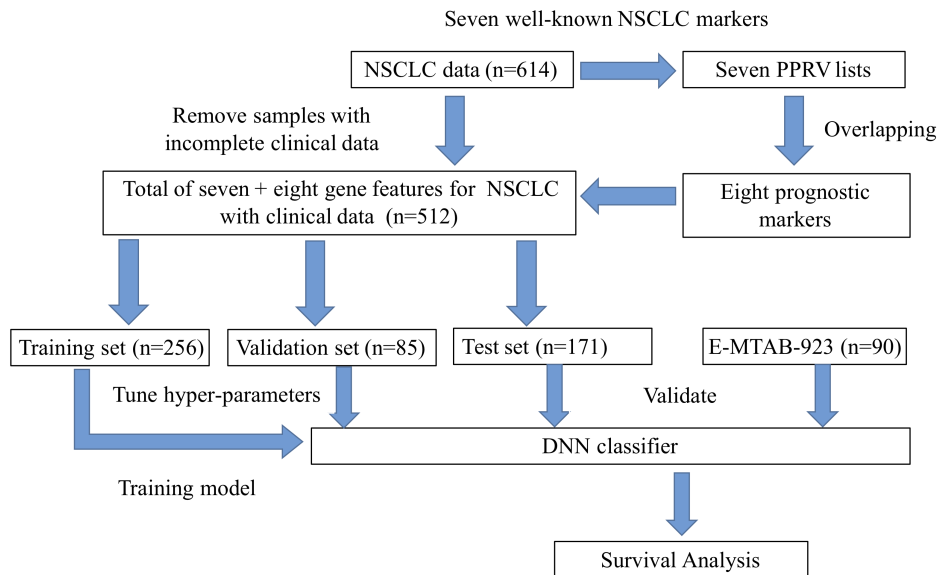 Seven well-known NSCLC markers
NSCLC data (n=614)
Seven PPRV lists
Remove samples with
incomplete clinical data
Overlapping
Total of seven + eight gene features for NSCLC
with clinical data (n=512)
Eight prognostic
markers
Training set (n=256)
Validation set (n=85)
Test set (n=171)
E-MTAB-923 (n=90)
Tune hyper-parameters
Validate
DNN classifier
Training model
Survival Analysis